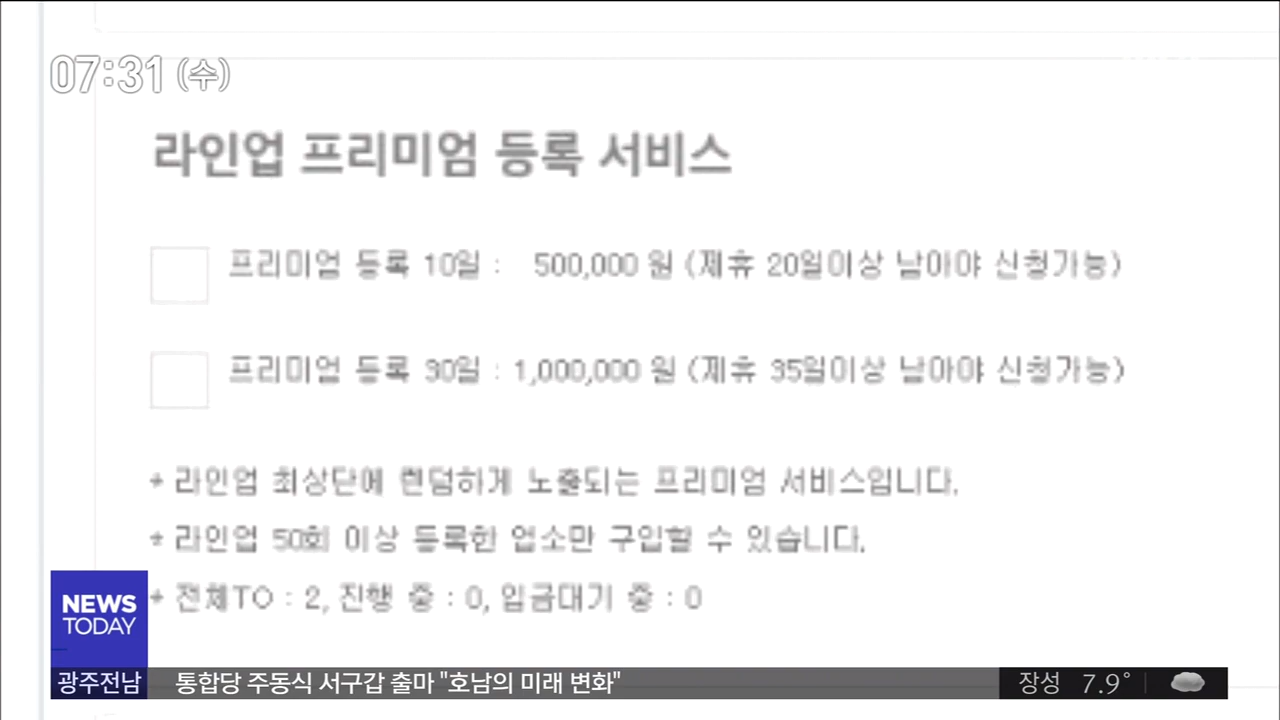 07:31 (수)
라인업 프리미엄 등록 서비스
프리미엄 등록 10일 : 500,000 원 (제휴 20일이상 남아야 신청가능)
프리미엄 등록 30일 : 1,000,000 원 (제휴 35일이상 남아야 신청가능)
* 라인업 최상단에 랜덤하게 노출되는 프리미엄 서비스입니다.
* 라인업 50회 이상 등록한 업소만 구입할 수 있습니다.
* 전체TO : 2, 진행 중 : 0, 입금대기 중 : 0
NEWS
TODAY
광주전남 통합당 주동식 서구갑 출마 "호남의 미래 변화" 장성 7.9°